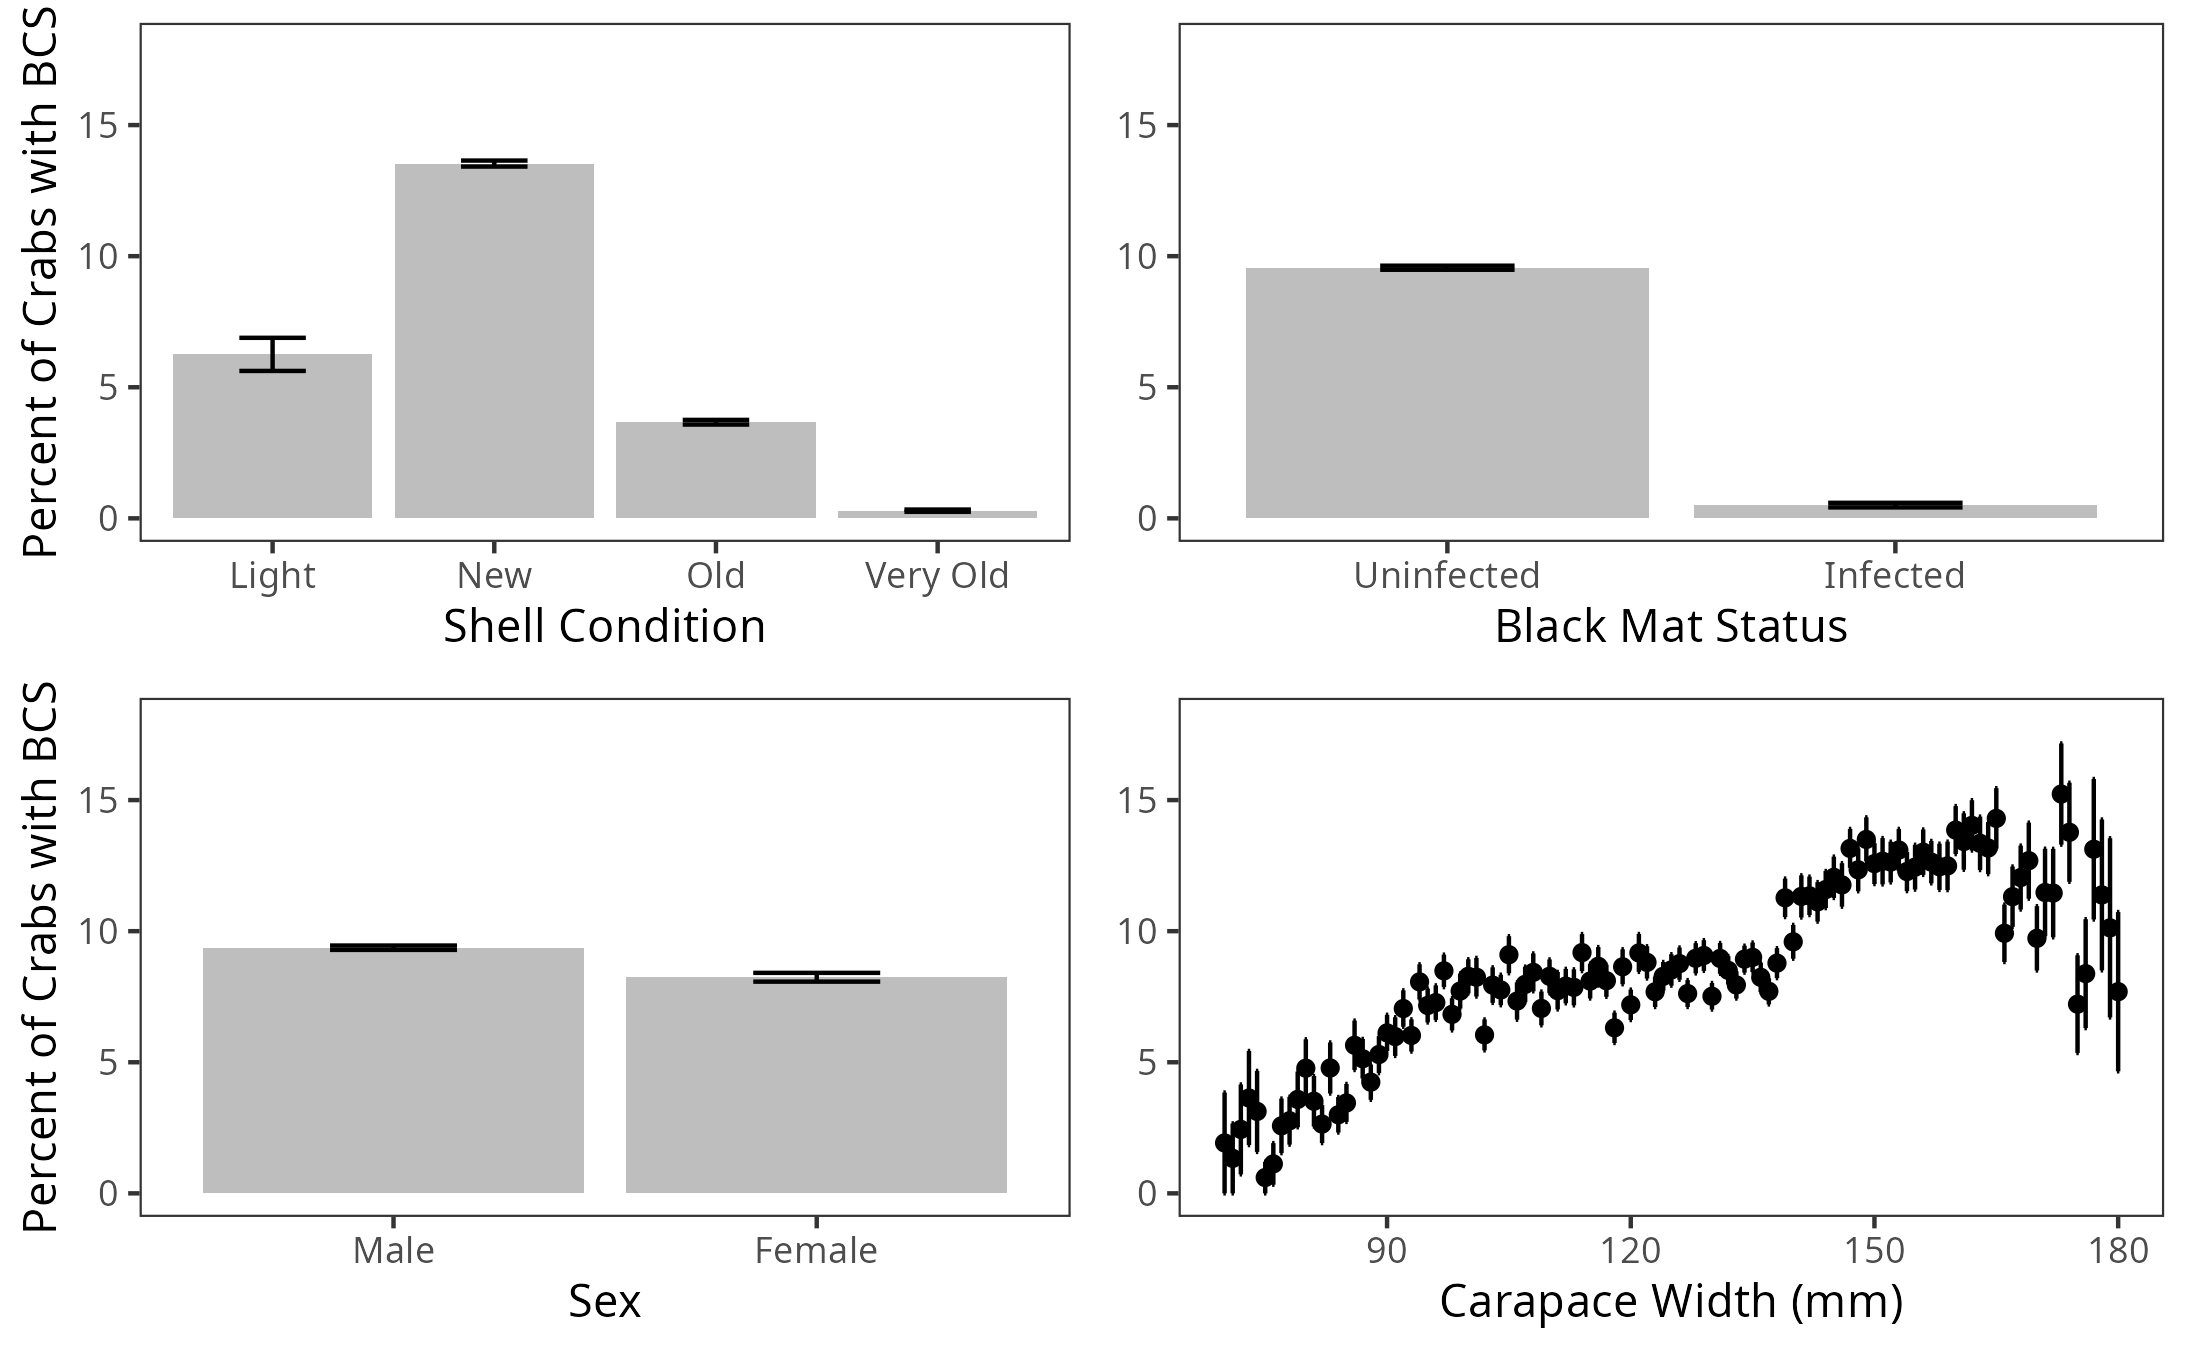 Percent of Crabs with BCS
15
10
5
0
Light New Old Very Old
Shell Condition
15
10
5
0
Uninfected Infected
Black Mat Status
Percent of Crabs with BCS
15
10
5
0
Male Female
Sex
15
10
5
0
90 120 150 180
Carapace Width (mm)